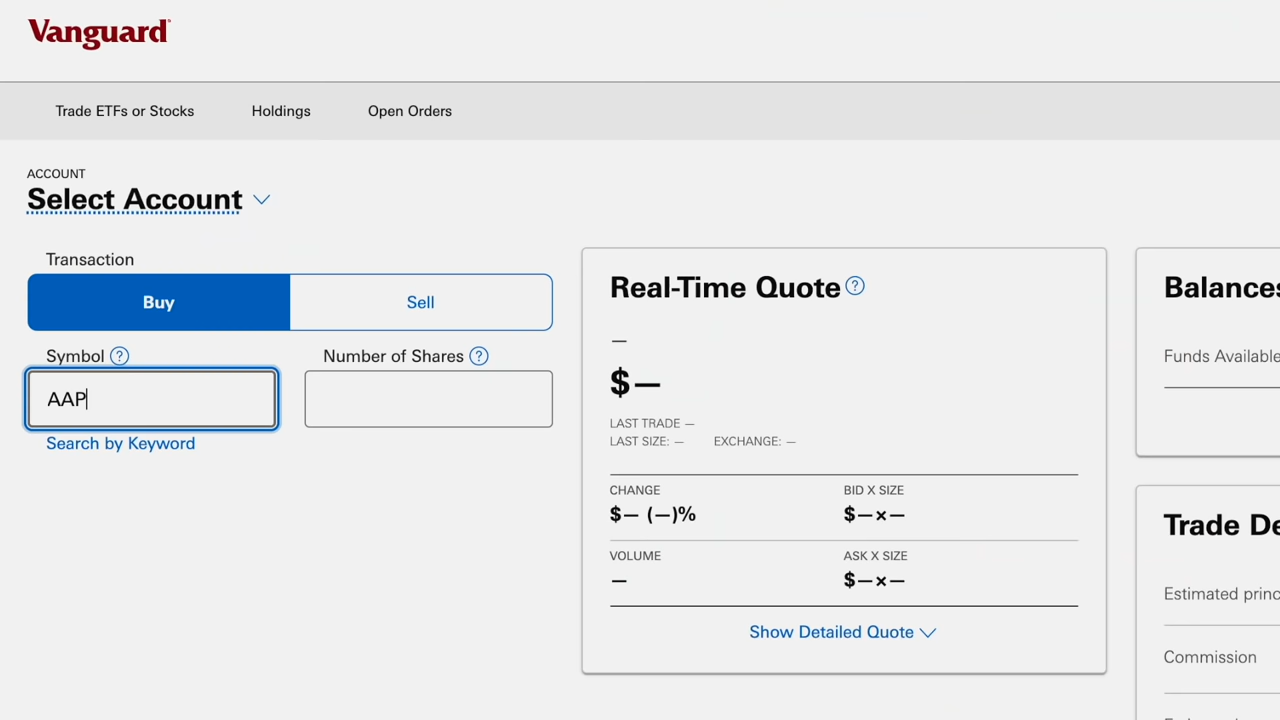 Vanguard
Trade ETFs or Stocks Holdings Open Orders
ACCOUNT
Select Account
Transaction
Buy Sell
Symbol ? Number of Shares ?
AAP
Search by Keyword
Real-Time Quote ?
—
$—
LAST TRADE —
LAST SIZE: — EXCHANGE: —
CHANGE BID X SIZE
$— (—)% $—×—
VOLUME ASK X SIZE
— $—×—
Show Detailed Quote
Balances
Funds Available
Trade De
Estimated princ
Commission